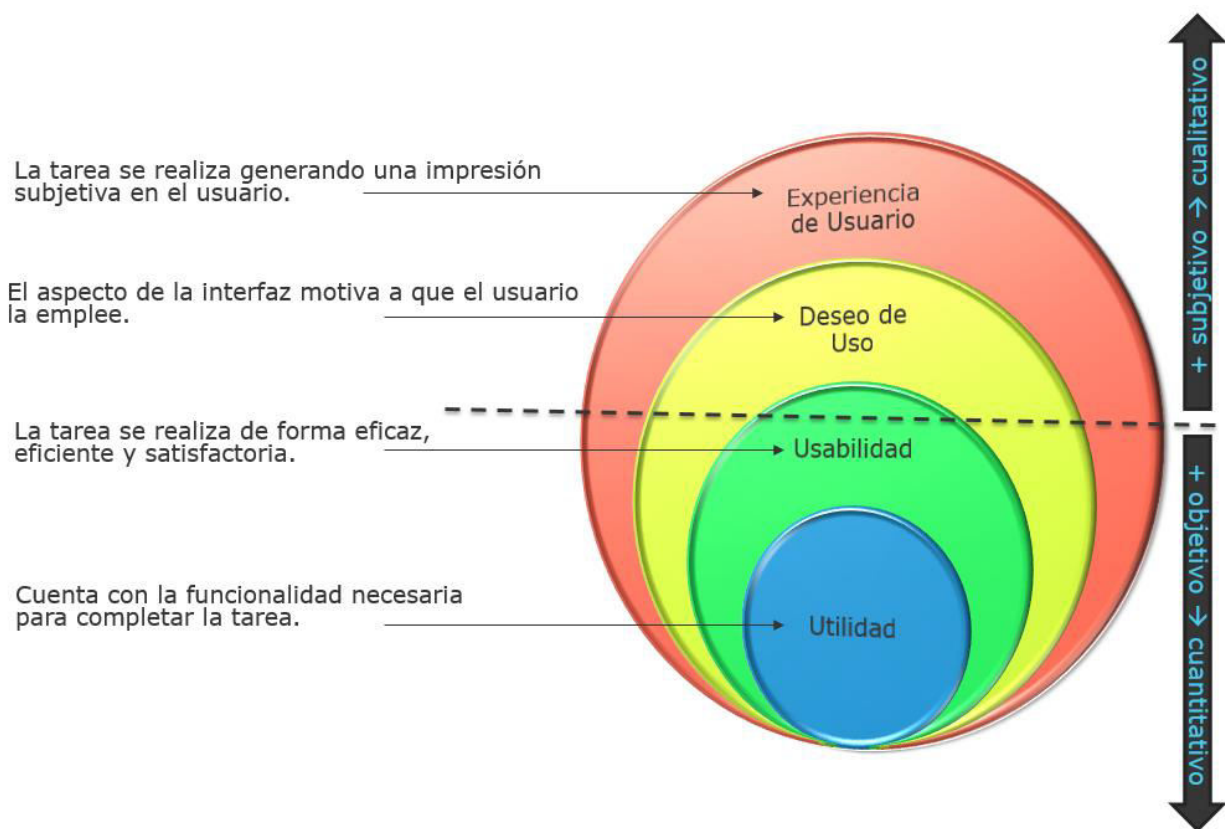 La tarea se realiza generando una impresión
subjetiva en el usuario.
Experiencia
de Usuario
El aspecto de la interfaz motiva a que el usuario
la emplee.
Deseo de
Uso
La tarea se realiza de forma eficaz,
eficiente y satisfactoria.
Usabilidad
Cuenta con la funcionalidad necesaria
para completar la tarea.
Utilidad
+ subjetivo → cualitativo
+ objetivo → cuantitativo